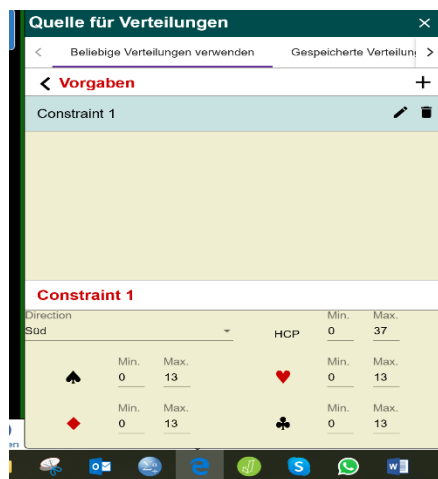 Quelle für Verteilungen ×
< Beliebige Verteilungen verwenden Gespeicherte Verteilun >
Vorgaben +
Constraint 1
Constraint 1
Direction Min. Max.
Süd HCP 0 37
Min. Max. Min. Max.
♠ 0 13 ♥ 0 13
Min. Max. Min. Max.
♦ 0 13 ♣ 0 13
en